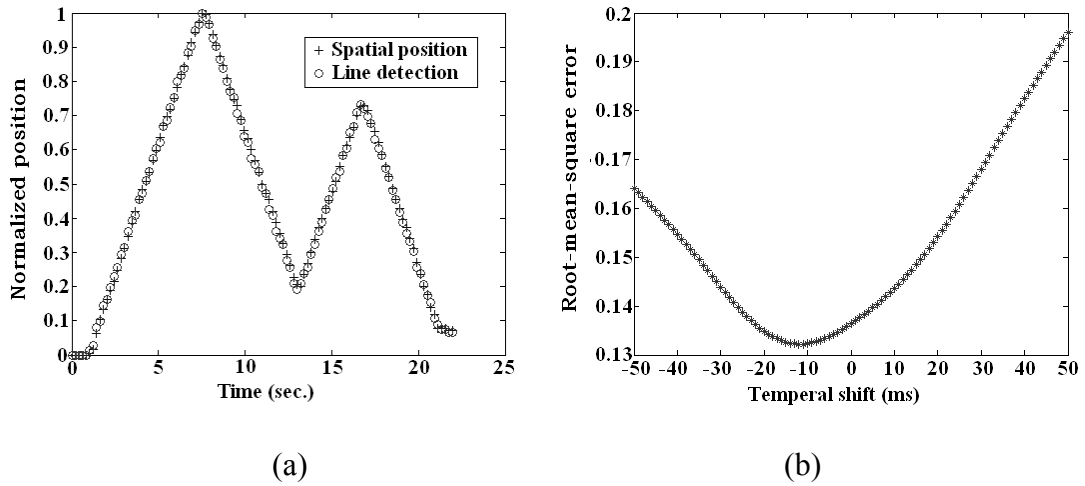 1
0.9
0.8
0.7
0.6
0.5
0.4
0.3
0.2
0.1
0
0 5 10 15 20 25
Normalized position
Time (sec.)
+ Spatial position
○ Line detection
(a)
0.2
0.19
0.18
0.17
0.16
0.15
0.14
0.13
-50 -40 -30 -20 -10 0 10 20 30 40 50
Root-mean-square error
Temperal shift (ms)
(b)